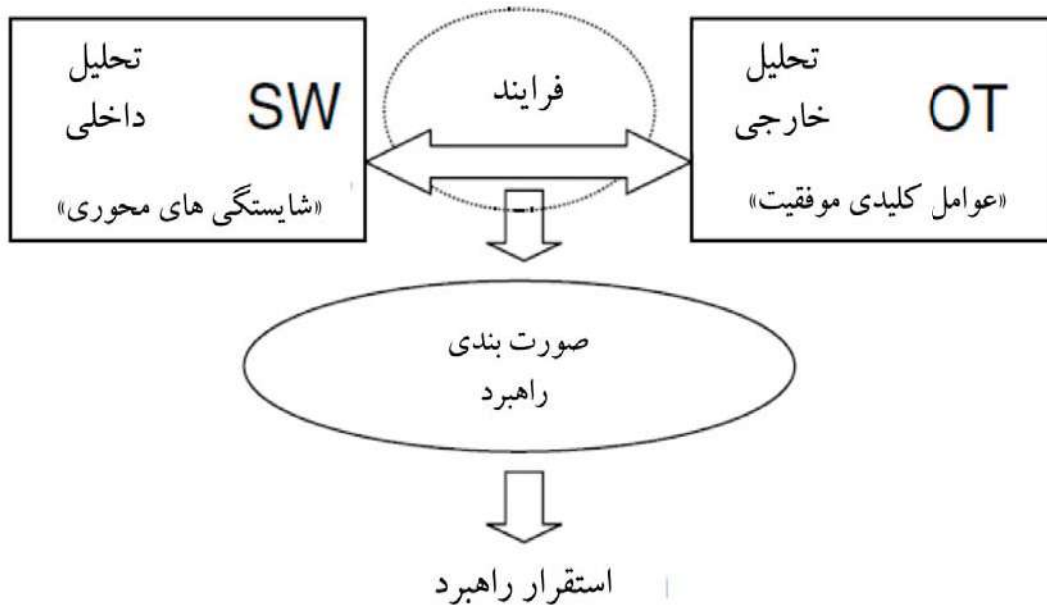 تحلیل
خارجی
OT
«عوامل کلیدی موفقیت»
فرایند
تحلیل
داخلی
SW
«شایستگی های محوری»
صورت بندی
راهبرد
استقرار راهبرد